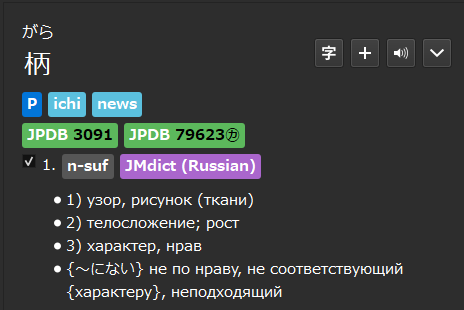 がら
柄
字
P ichi news
JPDB 3091 JPDB 79623㋕
1. n-suf JMdict (Russian)
1) узор, рисунок (ткани)
2) телосложение; рост
3) характер, нрав
{〜にない} не по нраву, не соответствующий
{характеру}, неподходящий